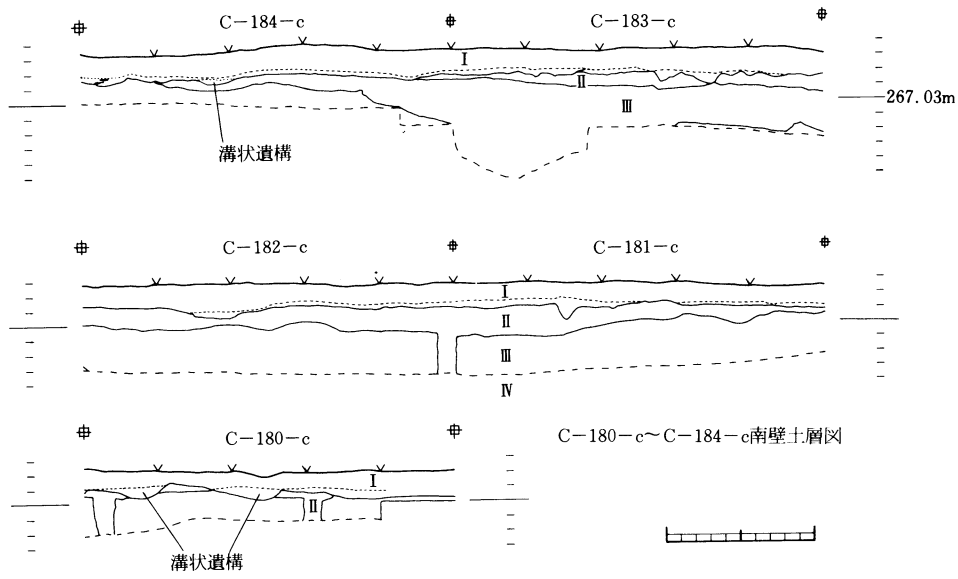 C-184-c
C-183-c
Ⅰ
Ⅱ
Ⅲ
267.03m
溝状遺構
C-182-c
C-181-c
Ⅰ
Ⅱ
Ⅲ
Ⅳ
C-180-c
C-180-c～C-184-c南壁土層図
Ⅰ
Ⅱ
溝状遺構